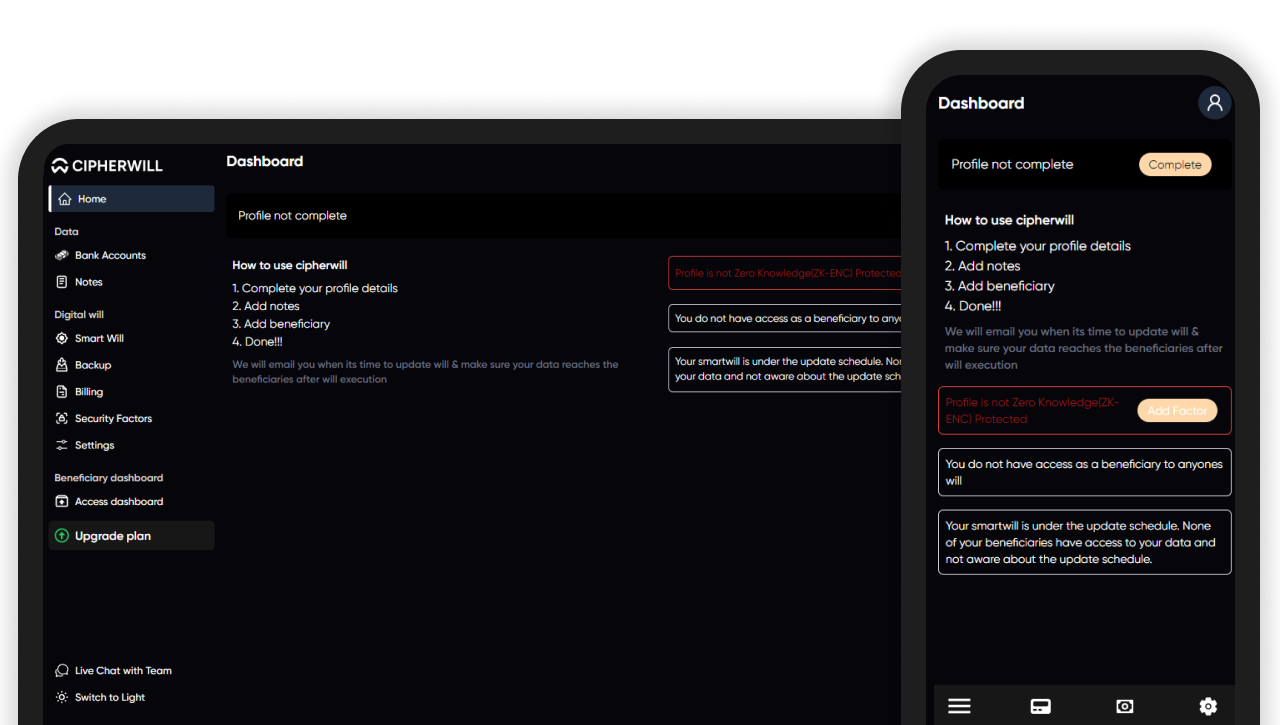 CIPHERWILL
Home
Data
Bank Accounts
Notes
Digital will
Smart Will
Backup
Billing
Security Factors
Settings
Beneficiary dashboard
Access dashboard
Upgrade plan
Live Chat with Team
Switch to Light
Dashboard
Profile not complete
How to use cipherwill
1. Complete your profile details
2. Add notes
3. Add beneficiary
4. Done!!!
We will email you when its time to update will & make sure your data reaches the
beneficiaries after will execution
Profile is not Zero Knowledge(ZK-ENC) Protected
You do not have access as a beneficiary to any
Your smartwill is under the update schedule. No
your data and not aware about the update sch
Dashboard
Profile not complete
Complete
How to use cipherwill
1. Complete your profile details
2. Add notes
3. Add beneficiary
4. Done!!!
We will email you when its time to update will &
make sure your data reaches the beneficiaries after
will execution
Profile is not Zero Knowledge(ZK-
ENC) Protected
Add Factor
You do not have access as a beneficiary to anyones
will
Your smartwill is under the update schedule. None
of your beneficiaries have access to your data and
not aware about the update schedule.